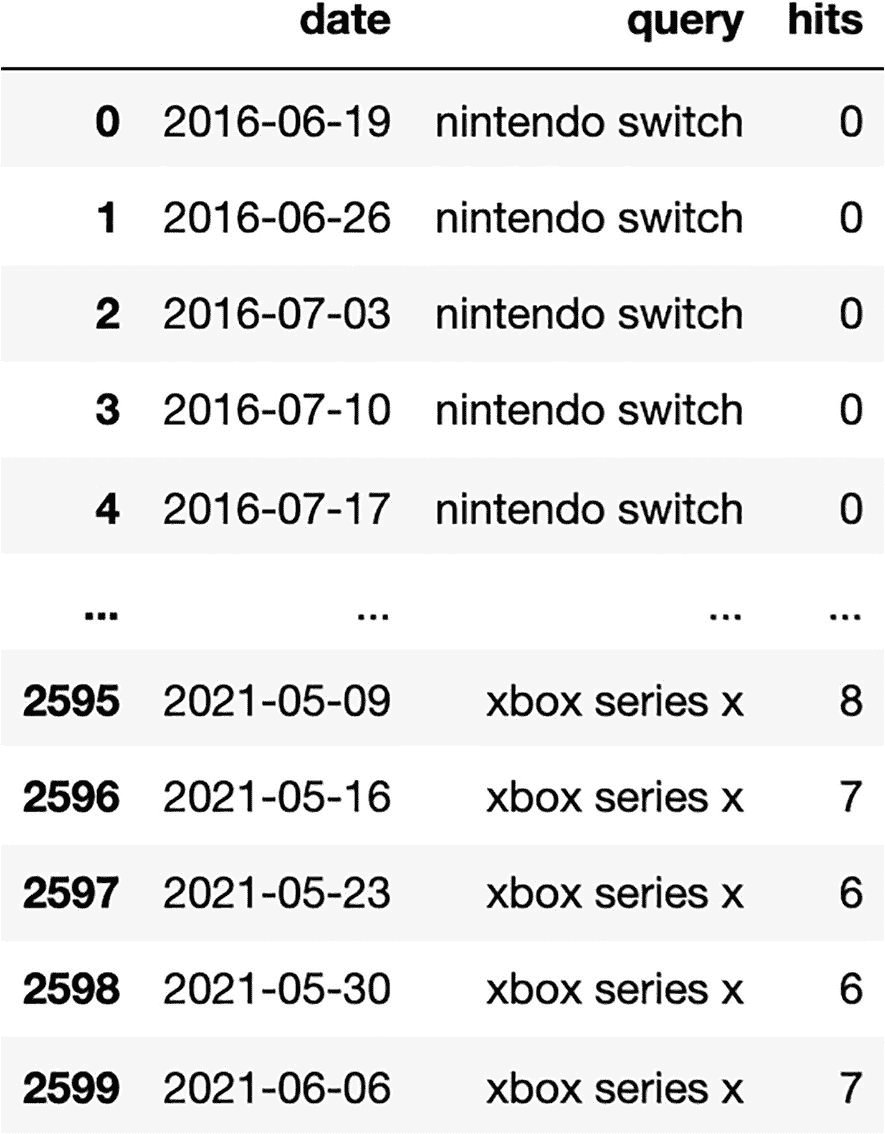 date query hits
0 2016-06-19 nintendo switch 0
1 2016-06-26 nintendo switch 0
2 2016-07-03 nintendo switch 0
3 2016-07-10 nintendo switch 0
4 2016-07-17 nintendo switch 0
... ... ... ...
2595 2021-05-09 xbox series x 8
2596 2021-05-16 xbox series x 7
2597 2021-05-23 xbox series x 6
2598 2021-05-30 xbox series x 6
2599 2021-06-06 xbox series x 7